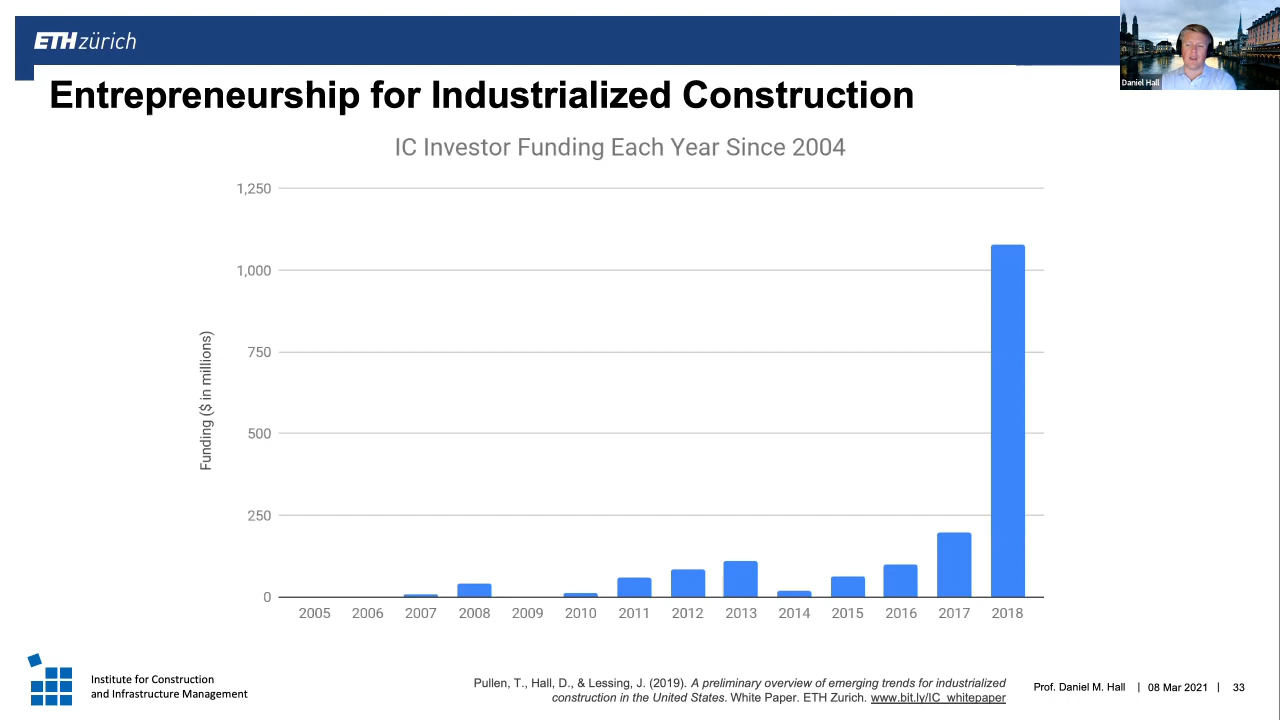 ETH zürich
Daniel Hall
Entrepreneurship for Industrialized Construction
IC Investor Funding Each Year Since 2004
1,250
1,000
750
500
250
0
Funding ($ in millions)
2005 2006 2007 2008 2009 2010 2011 2012 2013 2014 2015 2016 2017 2018
Institute for Construction
and Infrastructure Management
Pullen, T., Hall, D., & Lessing, J. (2019). A preliminary overview of emerging trends for industrialized
construction in the United States. White Paper. ETH Zurich. www.bit.ly/IC_whitepaper
Prof. Daniel M. Hall | 08 Mar 2021 | 33